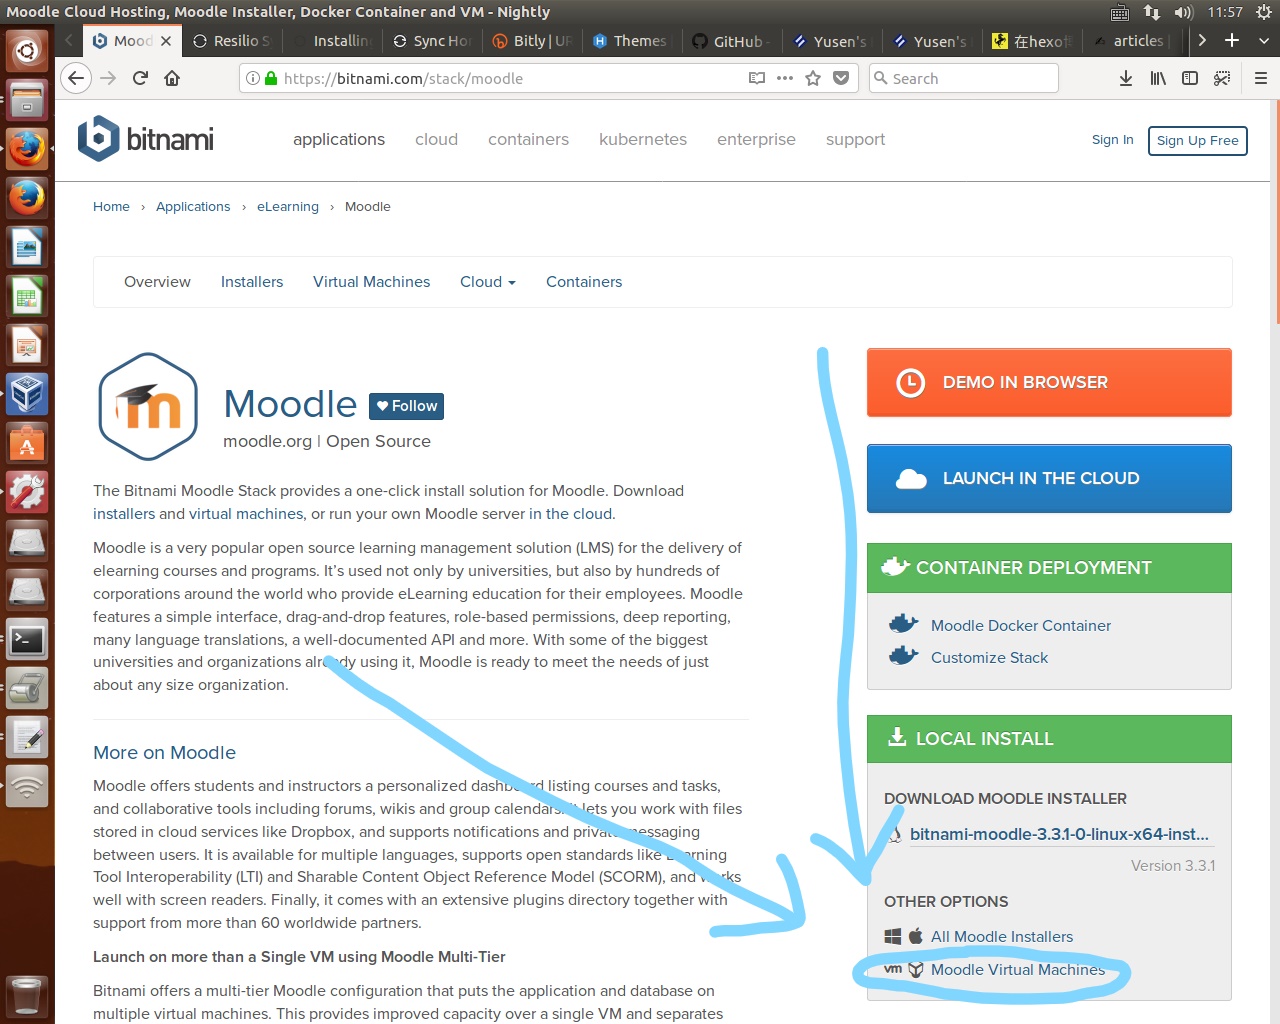 Moodle Cloud Hosting, Moodle Installer, Docker Container and VM - Nightly
11:57
Mood
Resilio S
Installing
Sync Ho
Bitly | UR
Themes
GitHub -
Yusen's
Yusen's
在hexo
articles |
https://bitnami.com/stack/moodle
Search
bitnami
applications
cloud
containers
kubernetes
enterprise
support
Sign In
Sign Up Free
Home › Applications › eLearning › Moodle
Overview
Installers
Virtual Machines
Cloud
Containers
Moodle
Follow
moodle.org | Open Source
The Bitnami Moodle Stack provides a one-click install solution for Moodle. Download
installers and virtual machines, or run your own Moodle server in the cloud.
Moodle is a very popular open source learning management solution (LMS) for the delivery of
elearning courses and programs. It's used not only by universities, but also by hundreds of
corporations around the world who provide eLearning education for their employees. Moodle
features a simple interface, drag-and-drop features, role-based permissions, deep reporting,
many language translations, a well-documented API and more. With some of the biggest
universities and organizations already using it, Moodle is ready to meet the needs of just
about any size organization.
More on Moodle
Moodle offers students and instructors a personalized dashboard listing courses and tasks,
and collaborative tools including forums, wikis and group calendars. It lets you work with files
stored in cloud services like Dropbox, and supports notifications and private messaging
between users. It is available for multiple languages, supports open standards like Learning
Tool Interoperability (LTI) and Sharable Content Object Reference Model (SCORM), and works
well with screen readers. Finally, it comes with an extensive plugins directory together with
support from more than 60 worldwide partners.
Launch on more than a Single VM using Moodle Multi-Tier
Bitnami offers a multi-tier Moodle configuration that puts the application and database on
multiple virtual machines. This provides improved capacity over a single VM and separates
DEMO IN BROWSER
LAUNCH IN THE CLOUD
CONTAINER DEPLOYMENT
Moodle Docker Container
Customize Stack
LOCAL INSTALL
DOWNLOAD MOODLE INSTALLER
bitnami-moodle-3.3.1-0-linux-x64-inst...
Version 3.3.1
OTHER OPTIONS
All Moodle Installers
vm Moodle Virtual Machines